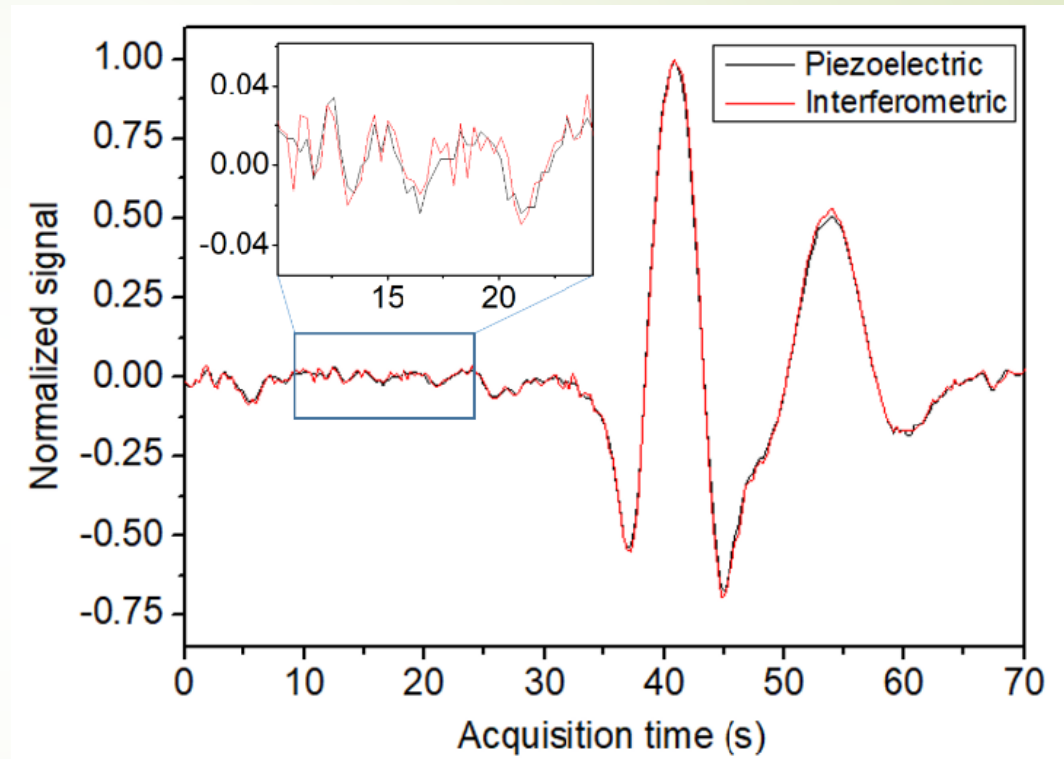 1.00
0.75
0.50
0.25
0.00
-0.25
-0.50
-0.75
Normalized signal
0.04
0.00
-0.04
15 20
Piezoelectric
Interferometric
0 10 20 30 40 50 60 70
Acquisition time (s)